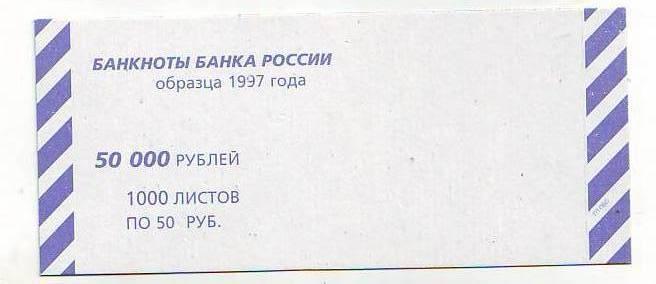 БАНКНОТЫ БАНКА РОССИИ
образца 1997 года
50 000 РУБЛЕЙ
1000 ЛИСТОВ
ПО 50 РУБ.